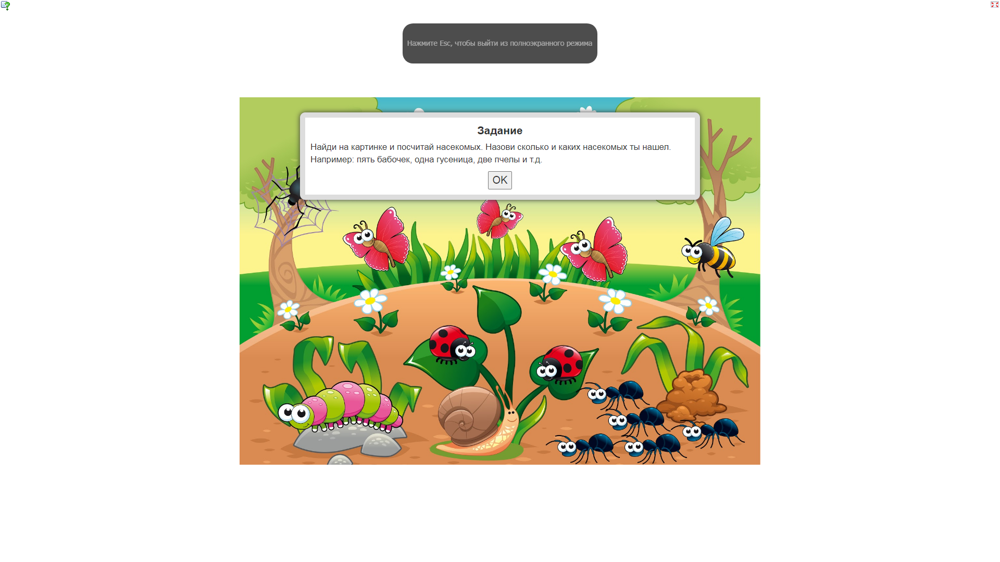 Нажмите Esc, чтобы выйти из полноэкранного режима
Задание
Найди на картинке и посчитай насекомых. Назови сколько и каких насекомых ты нашел.
Например: пять бабочек, одна гусеница, две пчелы и т.д.
OK